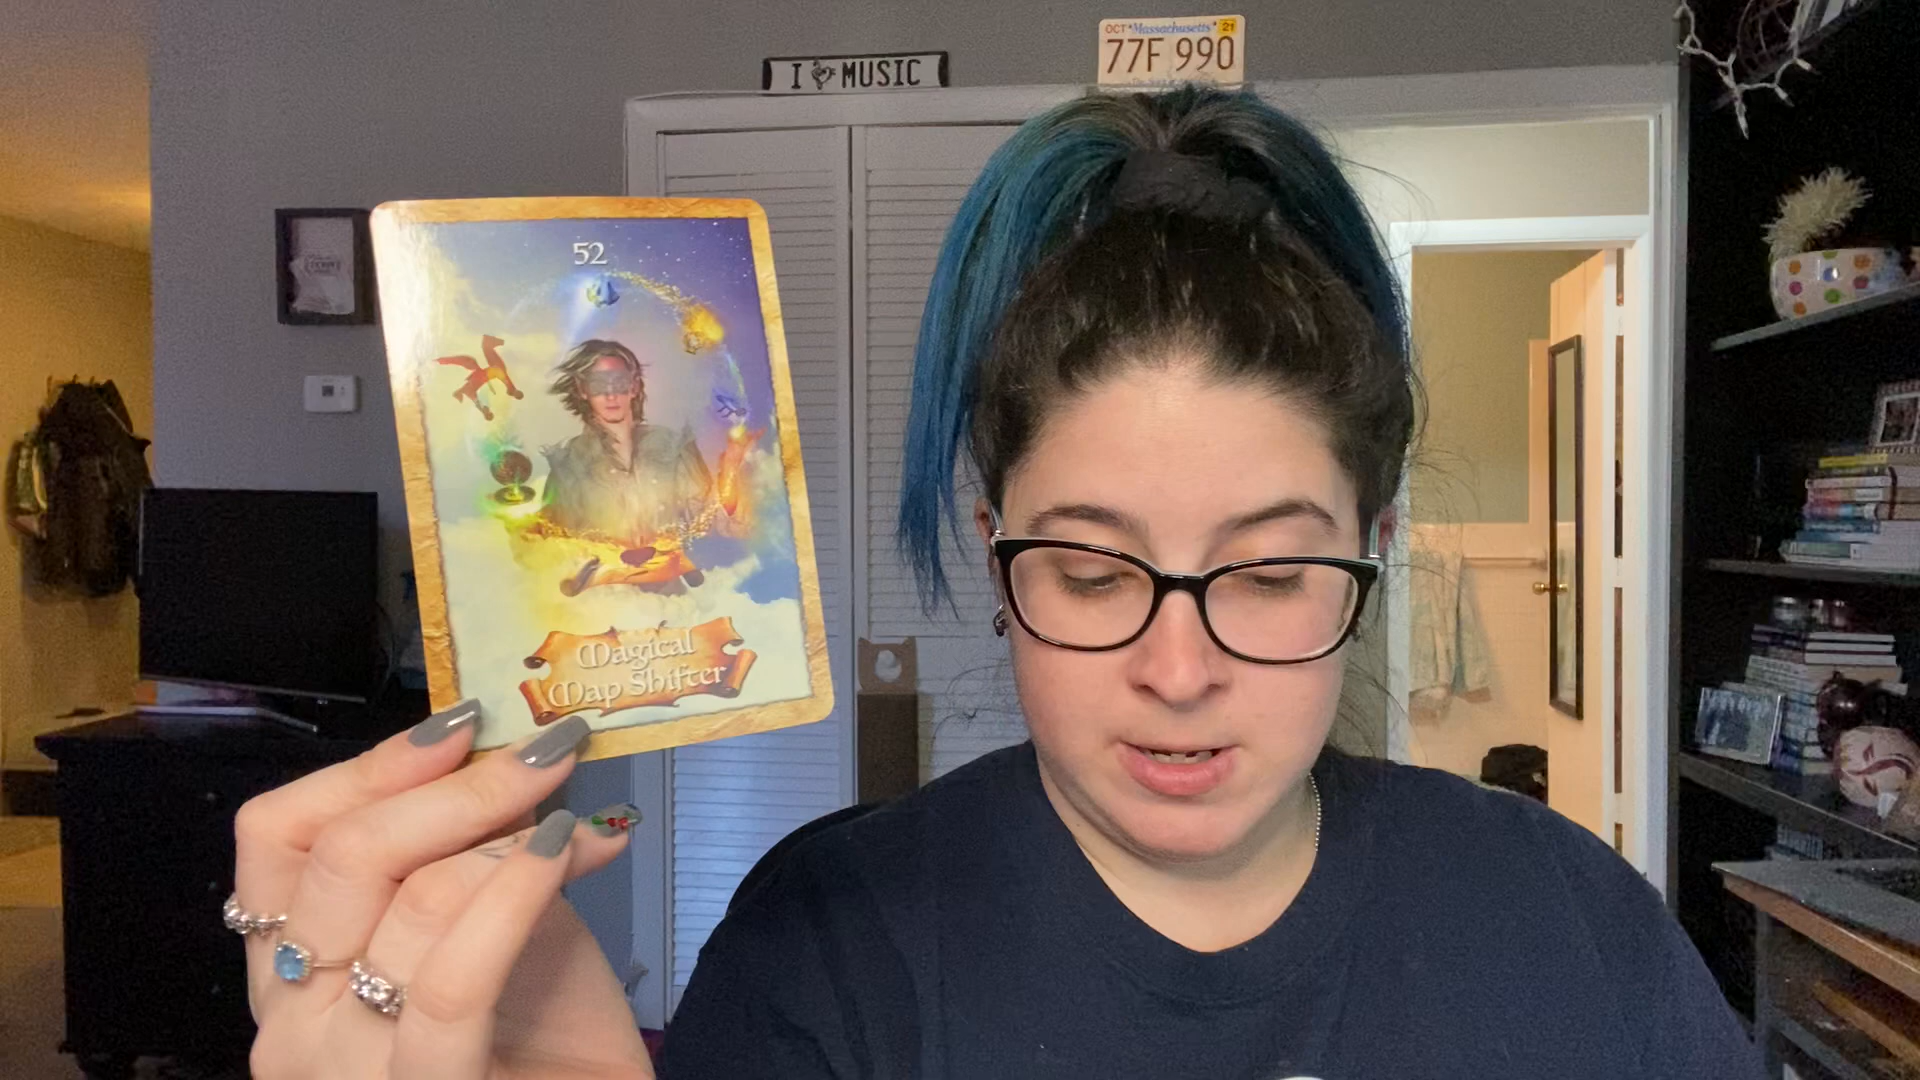 I MUSIC
OCT Massachusetts 21
77F 990
52
Magical
Map Shifter